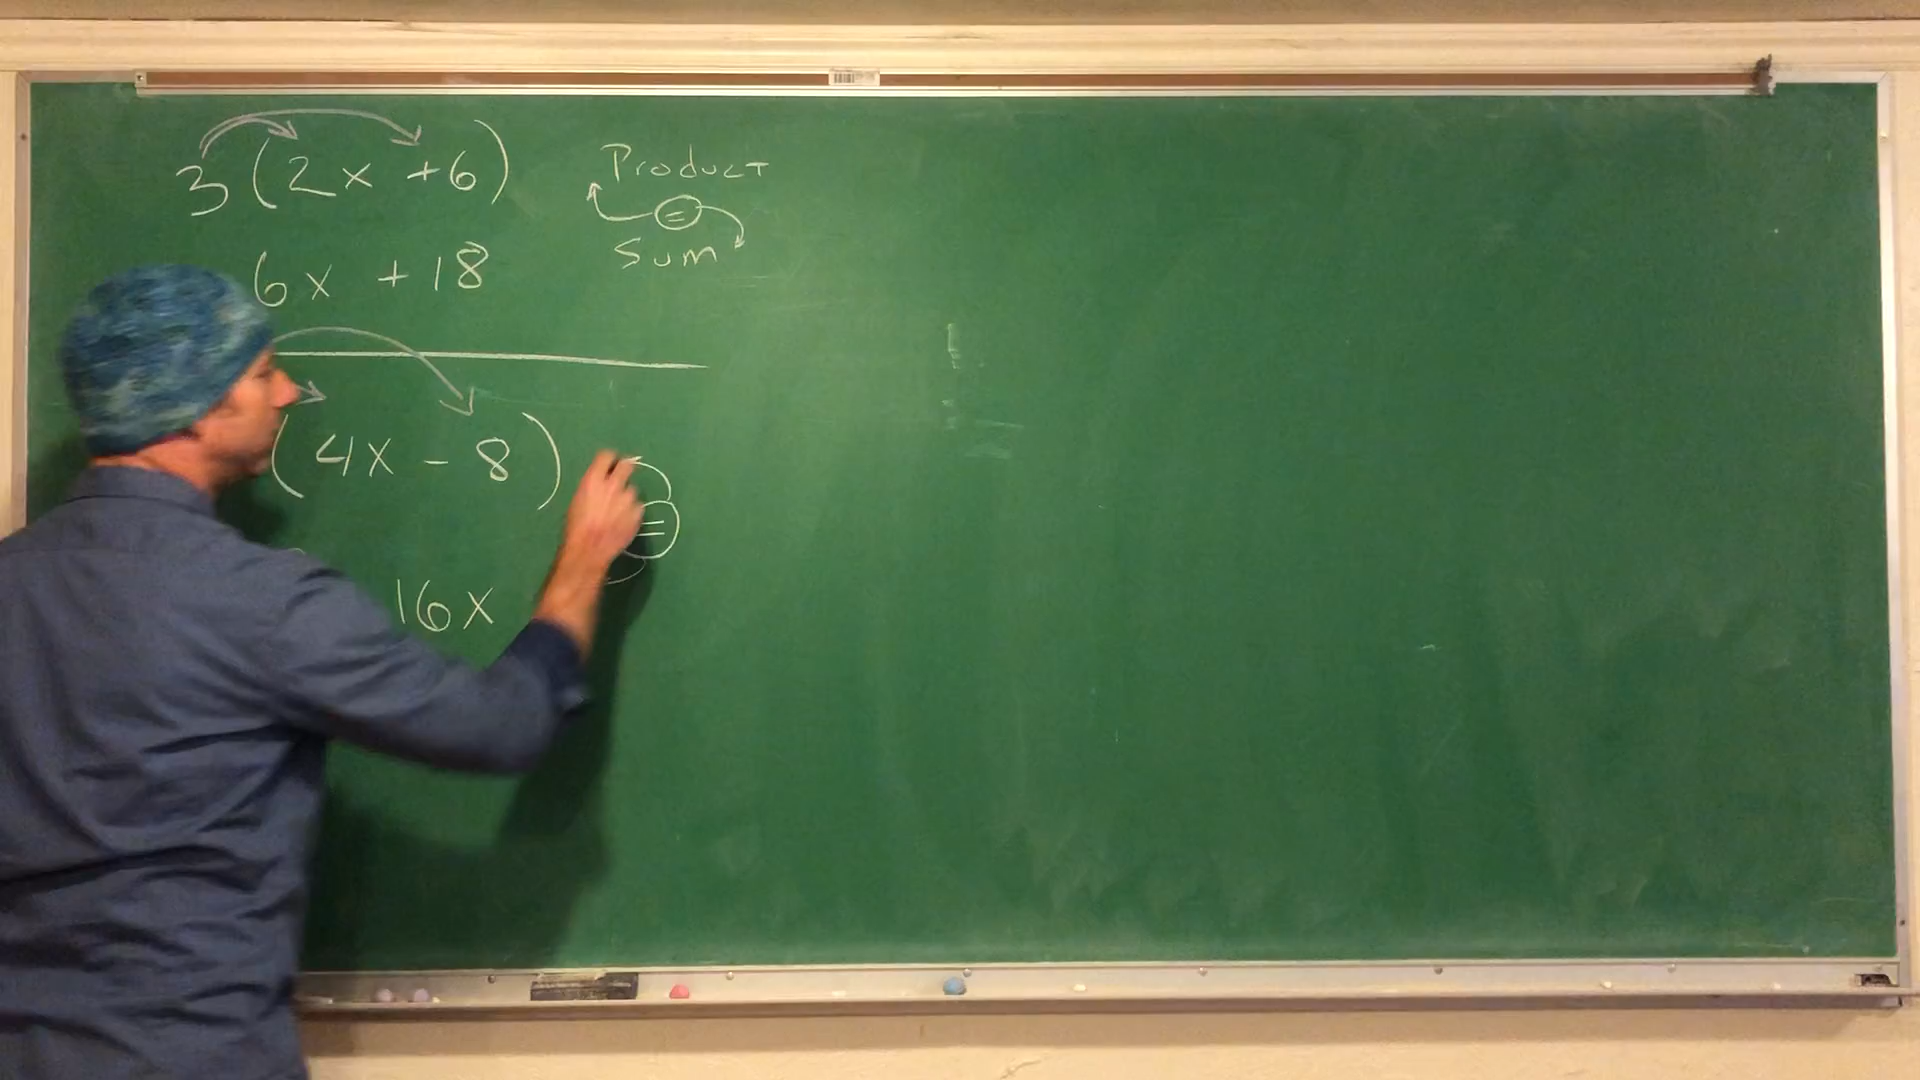 3(2x +6)
Product
=
Sum
6x +18
(4x - 8)
=
16x